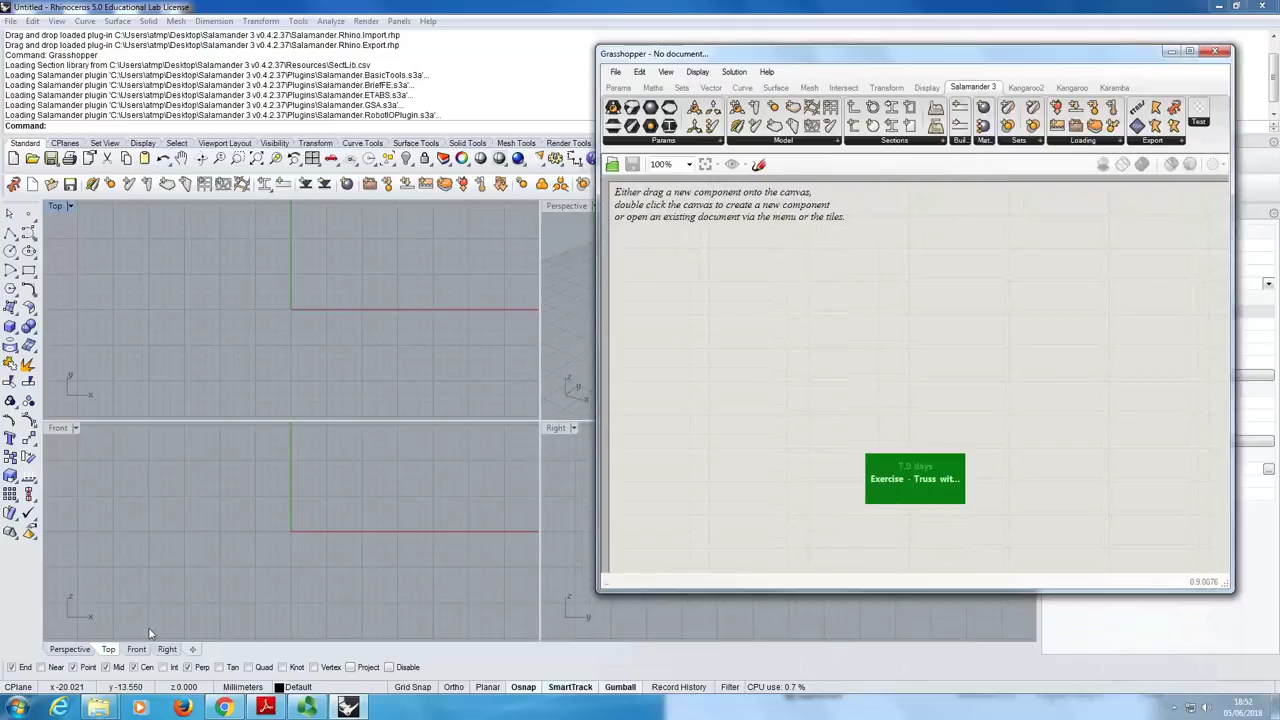 Untitled - Rhinoceros 5.0 Educational Lab License
File Edit View Curve Surface Solid Mesh Dimension Transform Tools Analyze Render Panels Help
Drag and drop loaded plug-in C:\Users\atmp\Desktop\Salamander 3 v0.4.2.37\Salamander.Rhino.Import.rhp
Drag and drop loaded plug-in C:\Users\atmp\Desktop\Salamander 3 v0.4.2.37\Salamander.Rhino.Export.rhp
Command: Grasshopper
Loading Section library from C:\Users\atmp\Desktop\Salamander 3 v0.4.2.37\Resources\SectLib.csv
Loading Salamander plugin 'C:\Users\atmp\Desktop\Salamander 3 v0.4.2.37\Plugins\BasicTools.s3a'...
Loading Salamander plugin 'C:\Users\atmp\Desktop\Salamander 3 v0.4.2.37\Plugins\BriefFE.s3a'...
Loading Salamander plugin 'C:\Users\atmp\Desktop\Salamander 3 v0.4.2.37\Plugins\ETABS.s3a'...
Loading Salamander plugin 'C:\Users\atmp\Desktop\Salamander 3 v0.4.2.37\Plugins\GSA.s3a'...
Loading Salamander plugin 'C:\Users\atmp\Desktop\Salamander 3 v0.4.2.37\Plugins\RobotIOPlugin.s3a'...
Command:
Standard CPlanes Set View Display Select Viewport Layout Visibility Transform Curve Tools Surface Tools Solid Tools Mesh Tools Render Tools
Grasshopper - No document...
File Edit View Display Solution Help
Params Maths Sets Vector Curve Surface Mesh Intersect Transform Display Salamander 3 Kangaroo2 Kangaroo Karamba
Test
Params Model Sections Buil.. Mat.. Sets Loading Export
100%
Either drag a new component onto the canvas,
double click the canvas to create a new component
or open an existing document via the menu or the tiles.
7.0 days
Exercise - Truss wit...
0.9.0076
Top
y
x
Perspective
z
y
x
Front
z
x
Right
z
y
Perspective Top Front Right
End Near Point Mid Cen Int Perp Tan Quad Knot Vertex Project Disable
CPlane x -20.021 y -13.550 z 0.000 Millimeters Default Grid Snap Ortho Planar Osnap SmartTrack Gumball Record History Filter CPU use: 0.7 %
18:52
05/06/2018